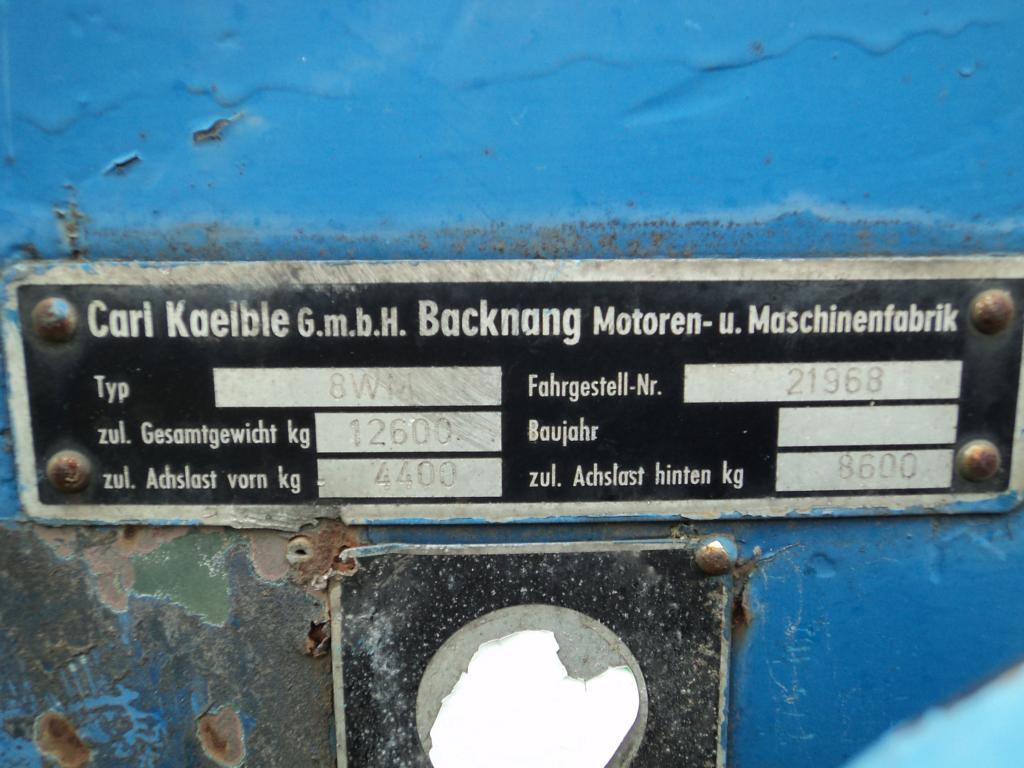 Carl Kaelble G.m.b.H. Backnang Motoren- u. Maschinenfabrik
Typ 8WM Fahrgestell-Nr. 21968
zul. Gesamtgewicht kg 12600 Baujahr
zul. Achslast vorn kg 4400 zul. Achslast hinten kg 8600